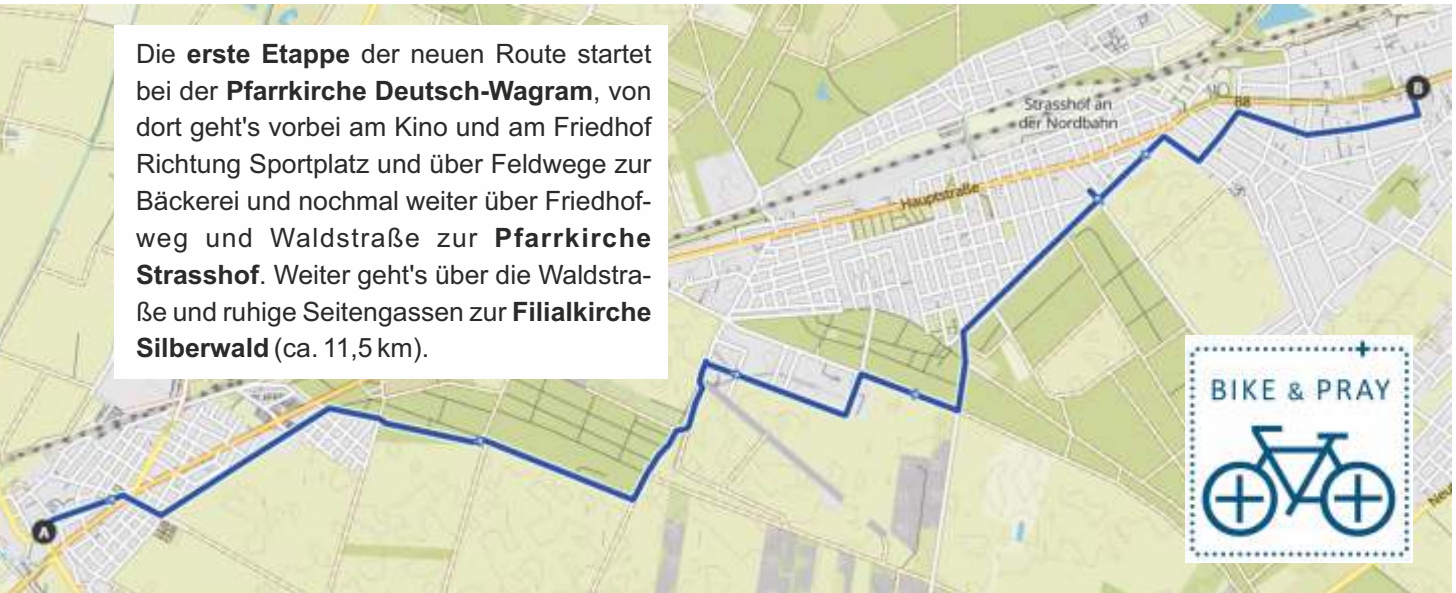 Die erste Etappe der neuen Route startet
bei der Pfarrkirche Deutsch-Wagram, von
dort geht's vorbei am Kino und am Friedhof
Richtung Sportplatz und über Feldwege zur
Bäckerei und nochmal weiter über Friedhof-
weg und Waldstraße zur Pfarrkirche
Strasshof. Weiter geht's über die Waldstra-
ße und ruhige Seitengassen zur Filialkirche
Silberwald (ca. 11,5 km).
Strasshof an
der Nordbahn
B8
B
Hauptstraße
A
BIKE & PRAY